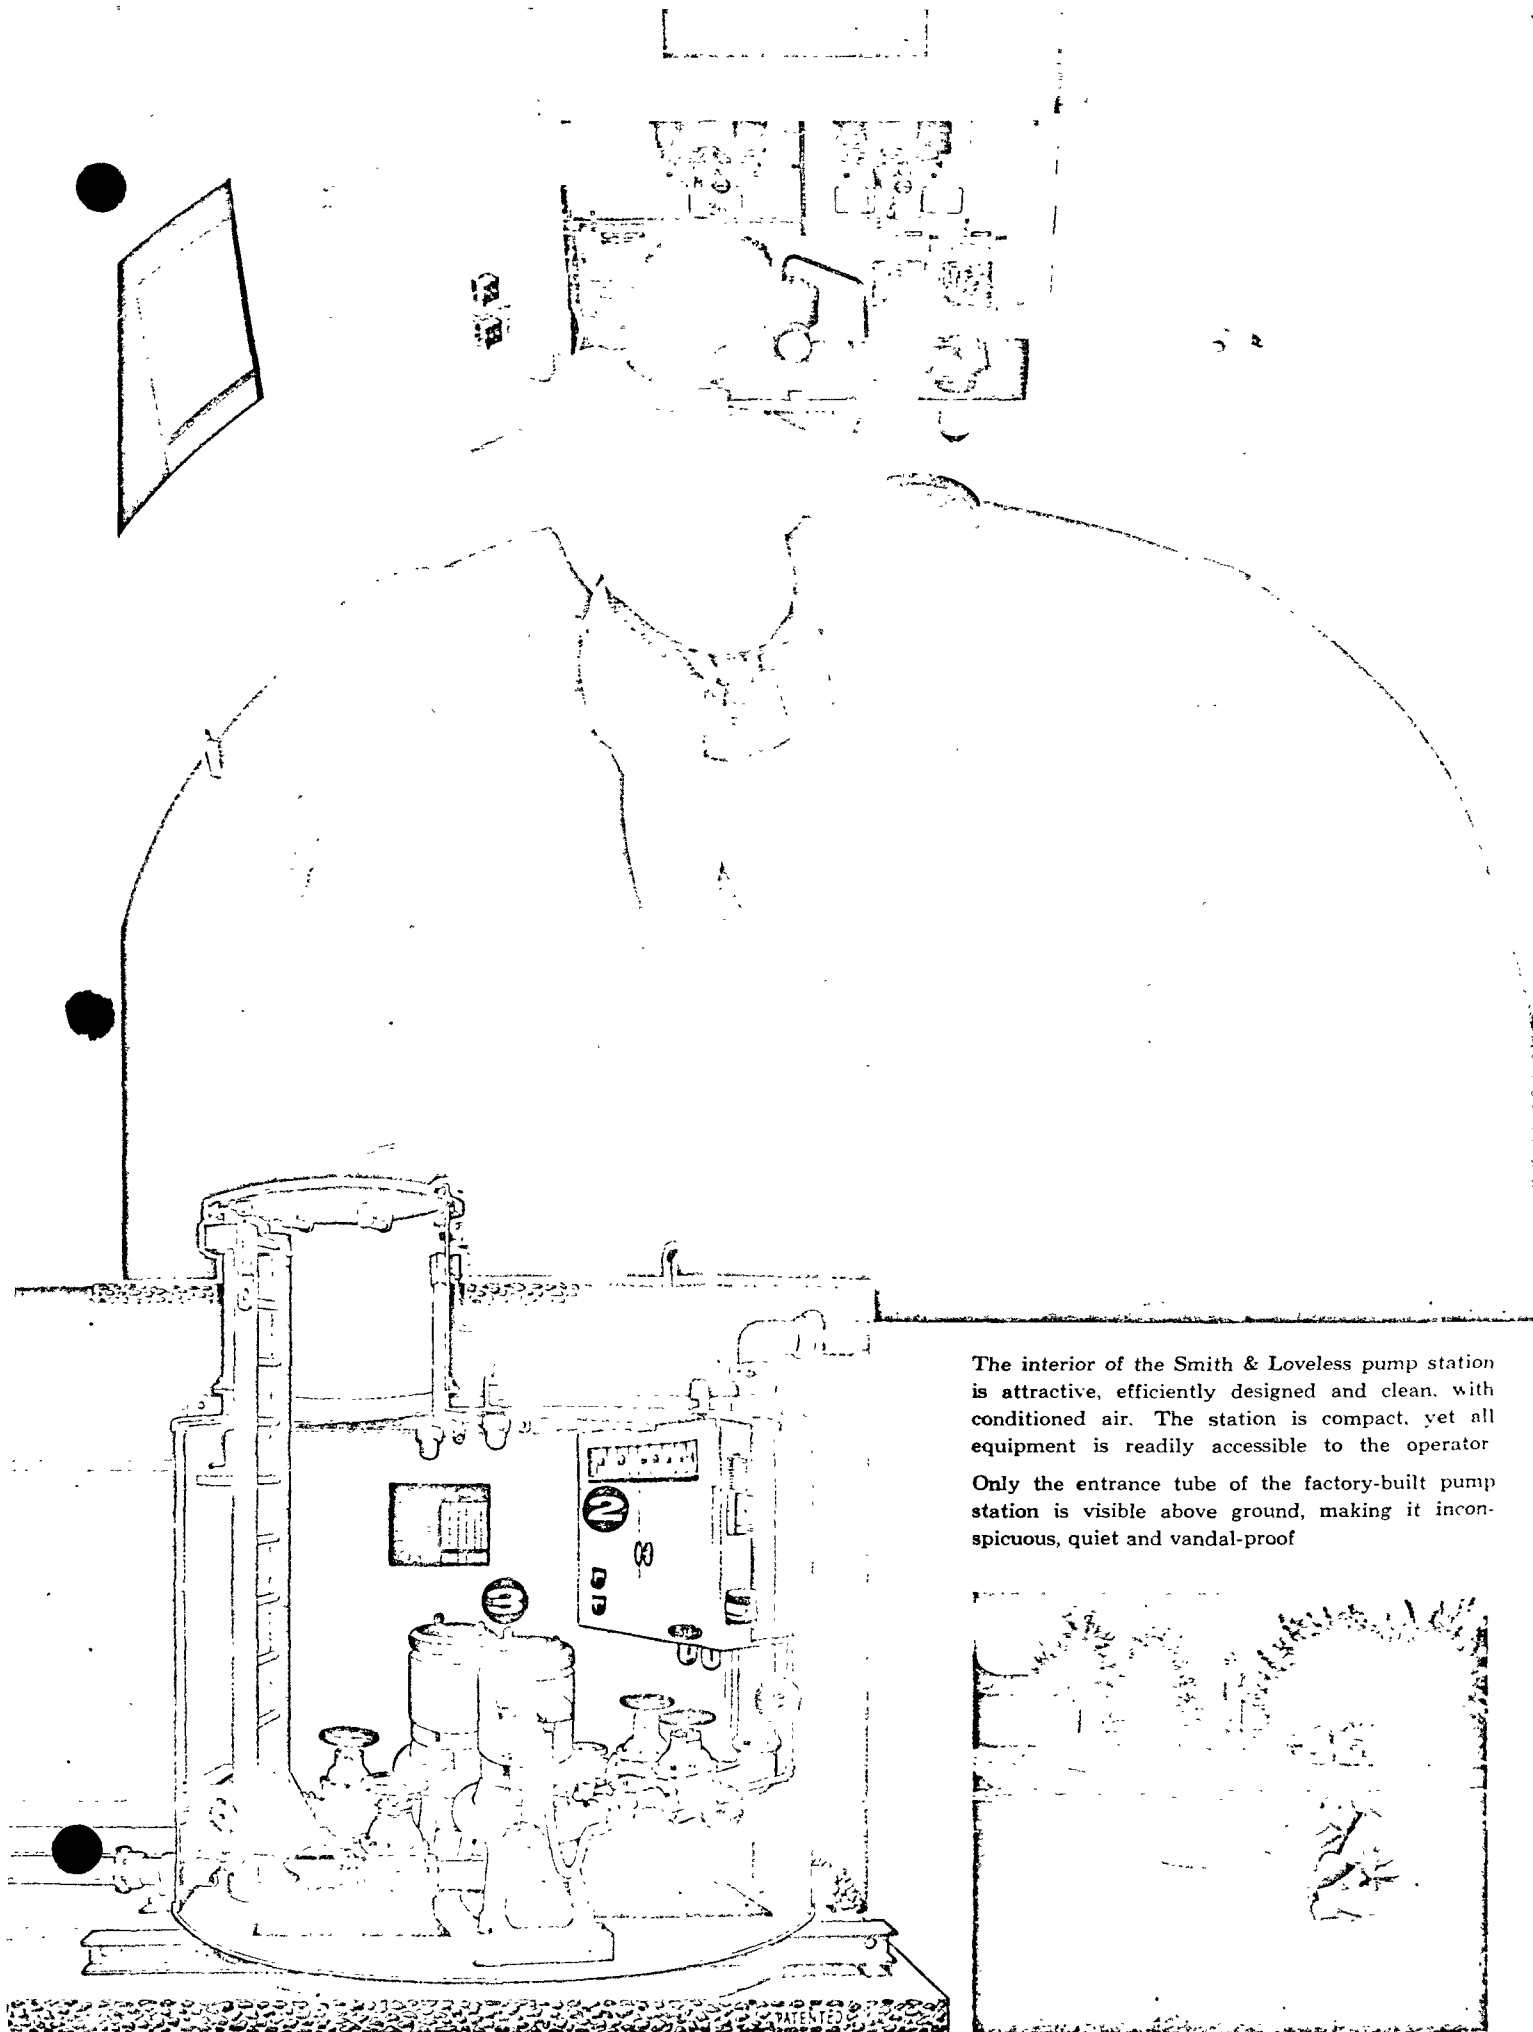 The interior of the Smith & Loveless pump station
is attractive, efficiently designed and clean, with
conditioned air. The station is compact, yet all
equipment is readily accessible to the operator
Only the entrance tube of the factory-built pump
station is visible above ground, making it incon-
spicuous, quiet and vandal-proof
2
3
PATENTED